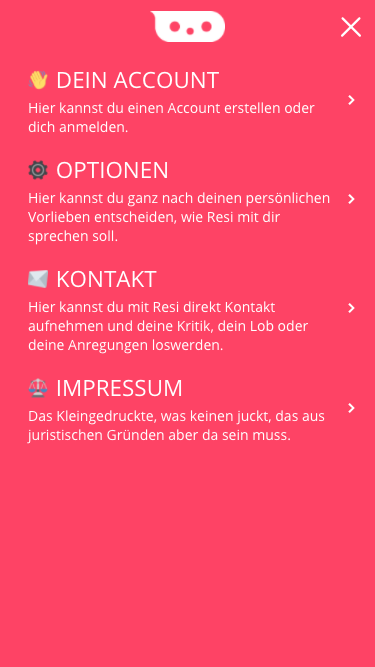 DEIN ACCOUNT
Hier kannst du einen Account erstellen oder
dich anmelden.
OPTIONEN
Hier kannst du ganz nach deinen persönlichen
Vorlieben entscheiden, wie Resi mit dir
sprechen soll.
KONTAKT
Hier kannst du mit Resi direkt Kontakt
aufnehmen und deine Kritik, dein Lob oder
deine Anregungen loswerden.
IMPRESSUM
Das Kleingedruckte, was keinen juckt, das aus
juristischen Gründen aber da sein muss.